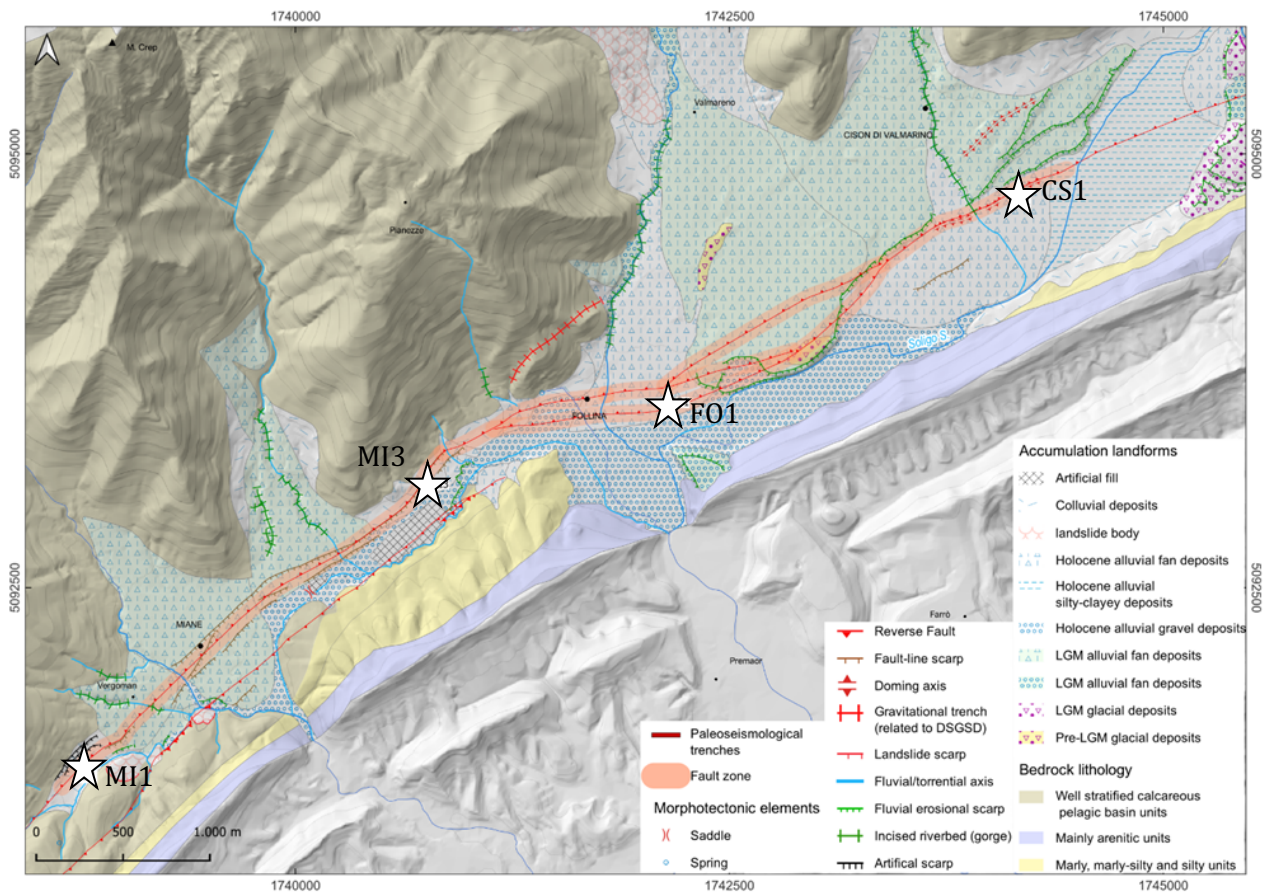 1740000
1742500
1745000
M. Crep
Valmareno
CISON DI VALMARINO
5095000
5095000
CS1
Pianezze
Soligo S.
FOLLINA
FO1
MI3
5092500
5092500
MIANE
Farrò
Premaor
Vergoman
MI1
0
500
1.000 m
Accumulation landforms
Artificial fill
Colluvial deposits
landslide body
Holocene alluvial fan deposits
Holocene alluvial
silty-clayey deposits
Holocene alluvial gravel deposits
LGM alluvial fan deposits
LGM alluvial fan deposits
LGM glacial deposits
Pre-LGM glacial deposits
Bedrock lithology
Well stratified calcareous
pelagic basin units
Mainly arenitic units
Marly, marly-silty and silty units
Reverse Fault
Fault-line scarp
Doming axis
Gravitational trench
(related to DSGSD)
Landslide scarp
Fluvial/torrential axis
Fluvial erosional scarp
Incised riverbed (gorge)
Artifical scarp
Paleoseismological
trenches
Fault zone
Morphotectonic elements
Saddle
Spring
1740000
1742500
1745000